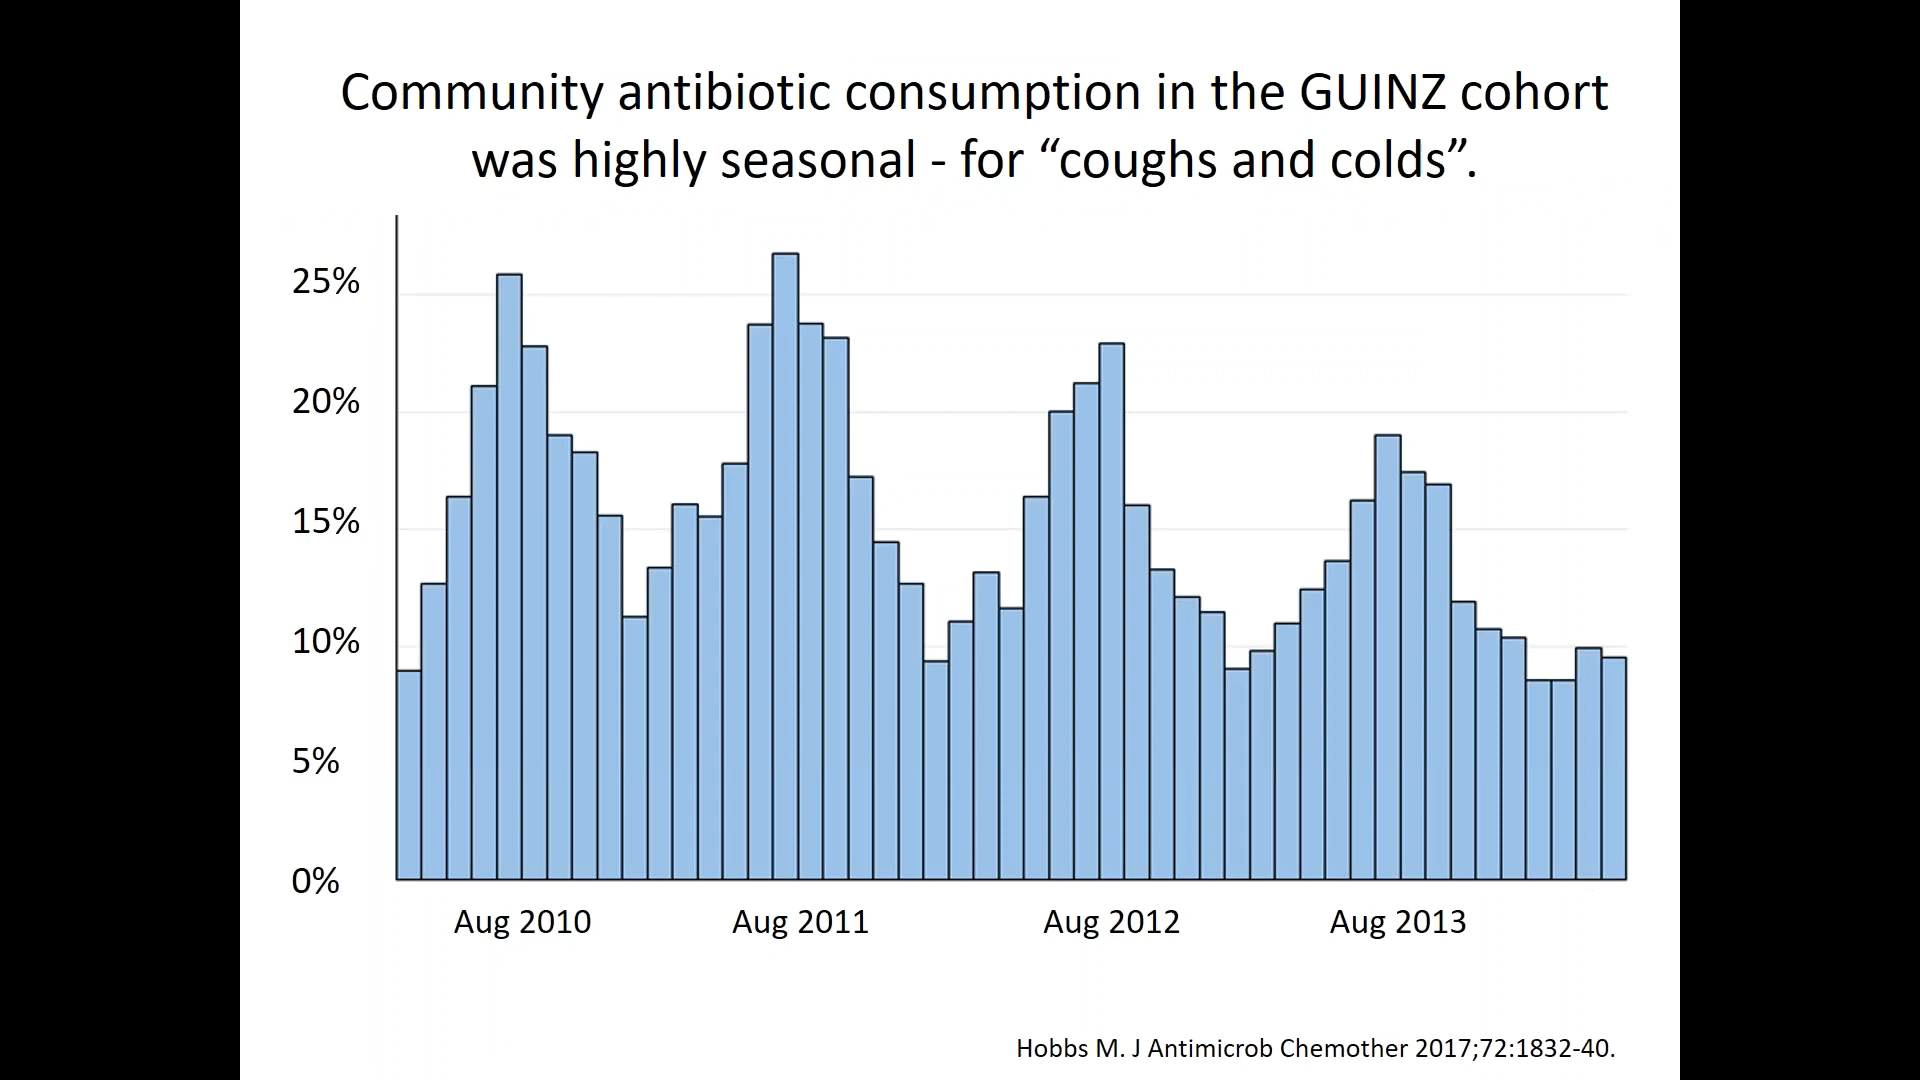 Community antibiotic consumption in the GUINZ cohort
was highly seasonal - for “coughs and colds”.
25%
20%
15%
10%
5%
0%
Aug 2010
Aug 2011
Aug 2012
Aug 2013
Hobbs M. J Antimicrob Chemother 2017;72:1832-40.